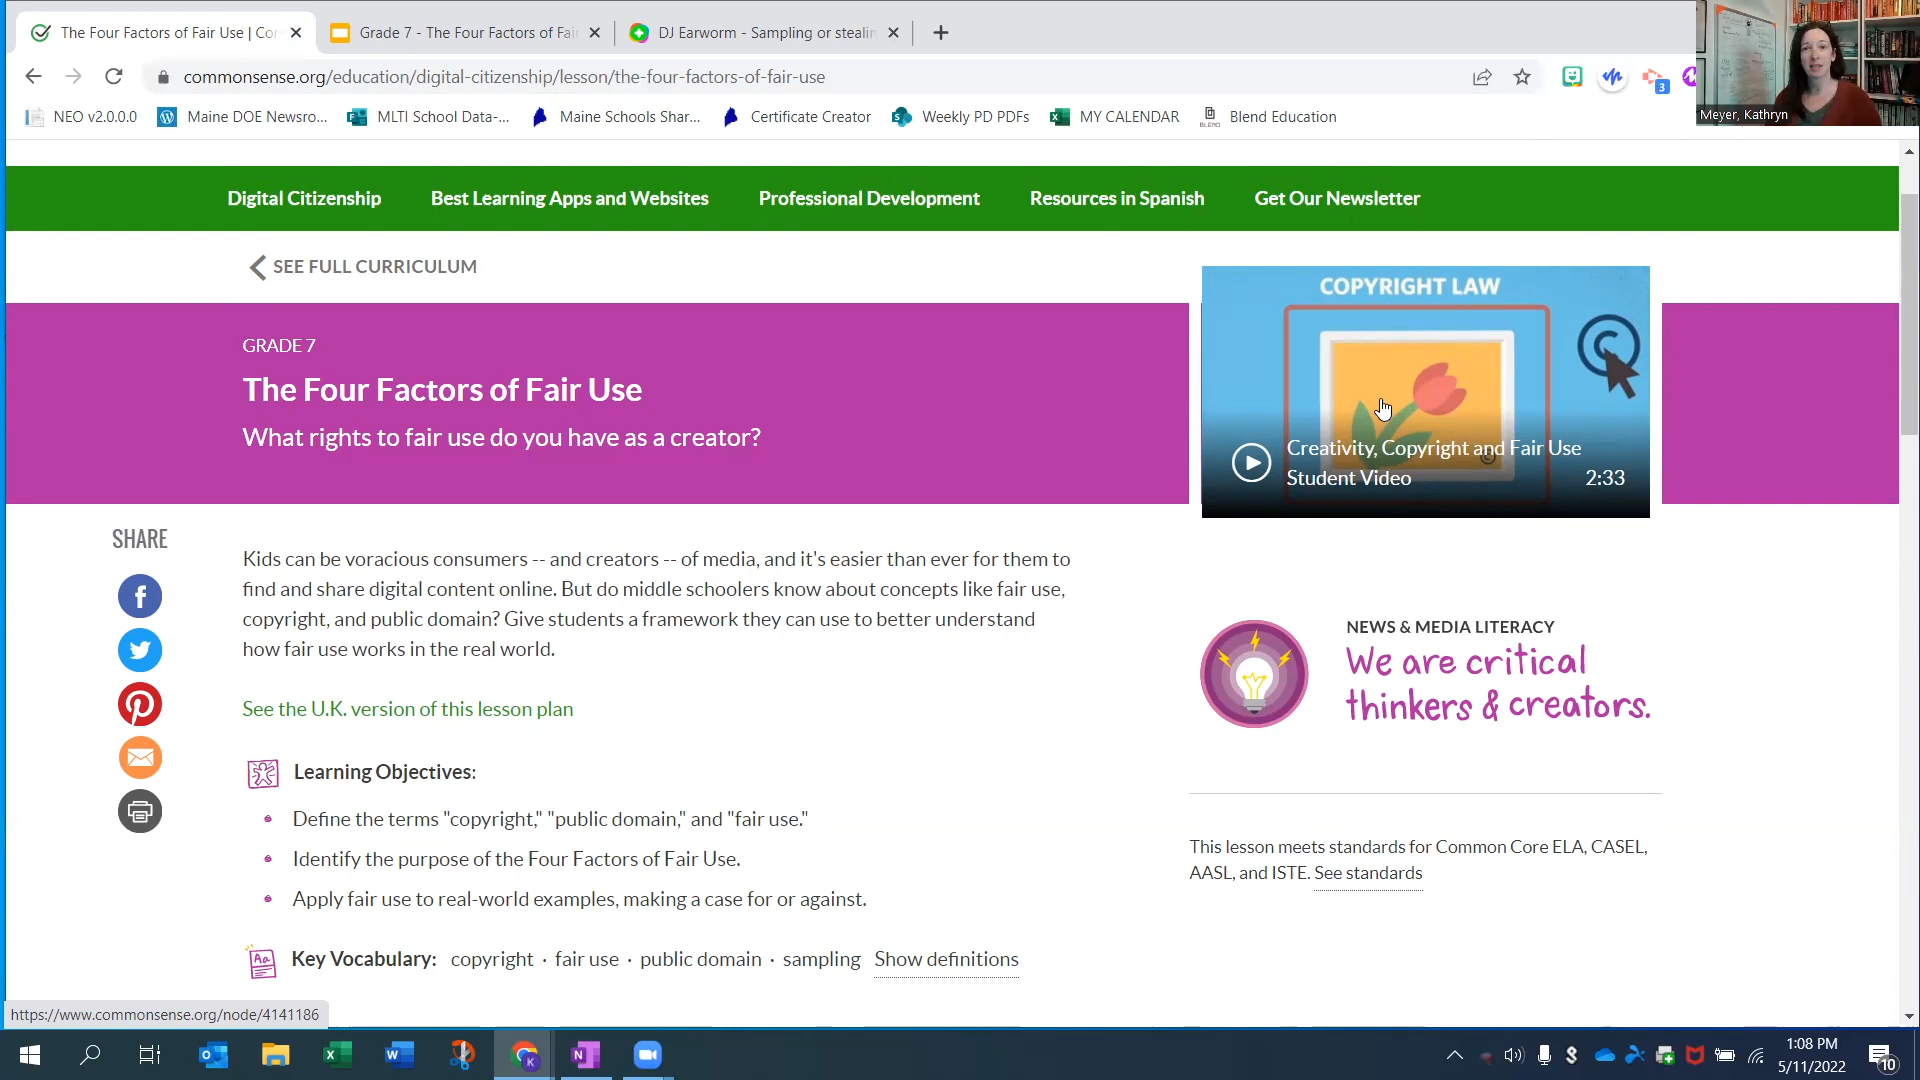 The Four Factors of Fair Use | Co
Grade 7 - The Four Factors of Fai
DJ Earworm - Sampling or stealin
commonsense.org/education/digital-citizenship/lesson/the-four-factors-of-fair-use
3
NEO v2.0.0.0
Maine DOE Newsro...
MLTI School Data-...
Maine Schools Shar...
Certificate Creator
Weekly PD PDFs
MY CALENDAR
BLEND
Blend Education
Meyer, Kathryn
Digital Citizenship
Best Learning Apps and Websites
Professional Development
Resources in Spanish
Get Our Newsletter
SEE FULL CURRICULUM
GRADE 7
The Four Factors of Fair Use
What rights to fair use do you have as a creator?
COPYRIGHT LAW
Creativity, Copyright and Fair Use
Student Video
2:33
SHARE
Kids can be voracious consumers -- and creators -- of media, and it's easier than ever for them to
find and share digital content online. But do middle schoolers know about concepts like fair use,
copyright, and public domain? Give students a framework they can use to better understand
how fair use works in the real world.
See the U.K. version of this lesson plan
Learning Objectives:
Define the terms "copyright," "public domain," and "fair use."
Identify the purpose of the Four Factors of Fair Use.
Apply fair use to real-world examples, making a case for or against.
Aa
Key Vocabulary: copyright · fair use · public domain · sampling Show definitions
NEWS & MEDIA LITERACY
We are critical
thinkers & creators.
This lesson meets standards for Common Core ELA, CASEL,
AASL, and ISTE. See standards
https://www.commonsense.org/node/4141186
1:08 PM
5/11/2022
10